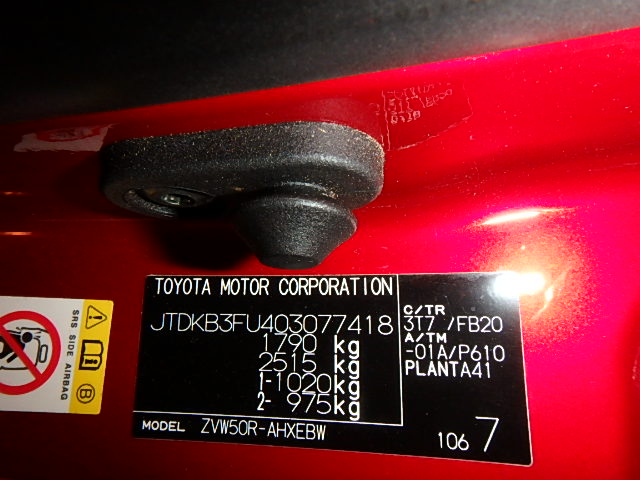 TOYOTA MOTOR CORPORATION
JTDKB3FU403077418
1790 kg
2515 kg
1-1020kg
2- 975kg
C/TR
3T7 /FB20
A/TM
-01A/P610
PLANTA41
MODEL ZVW50R-AHXEBW
106 7
SRS SIDE AIRBAG
B